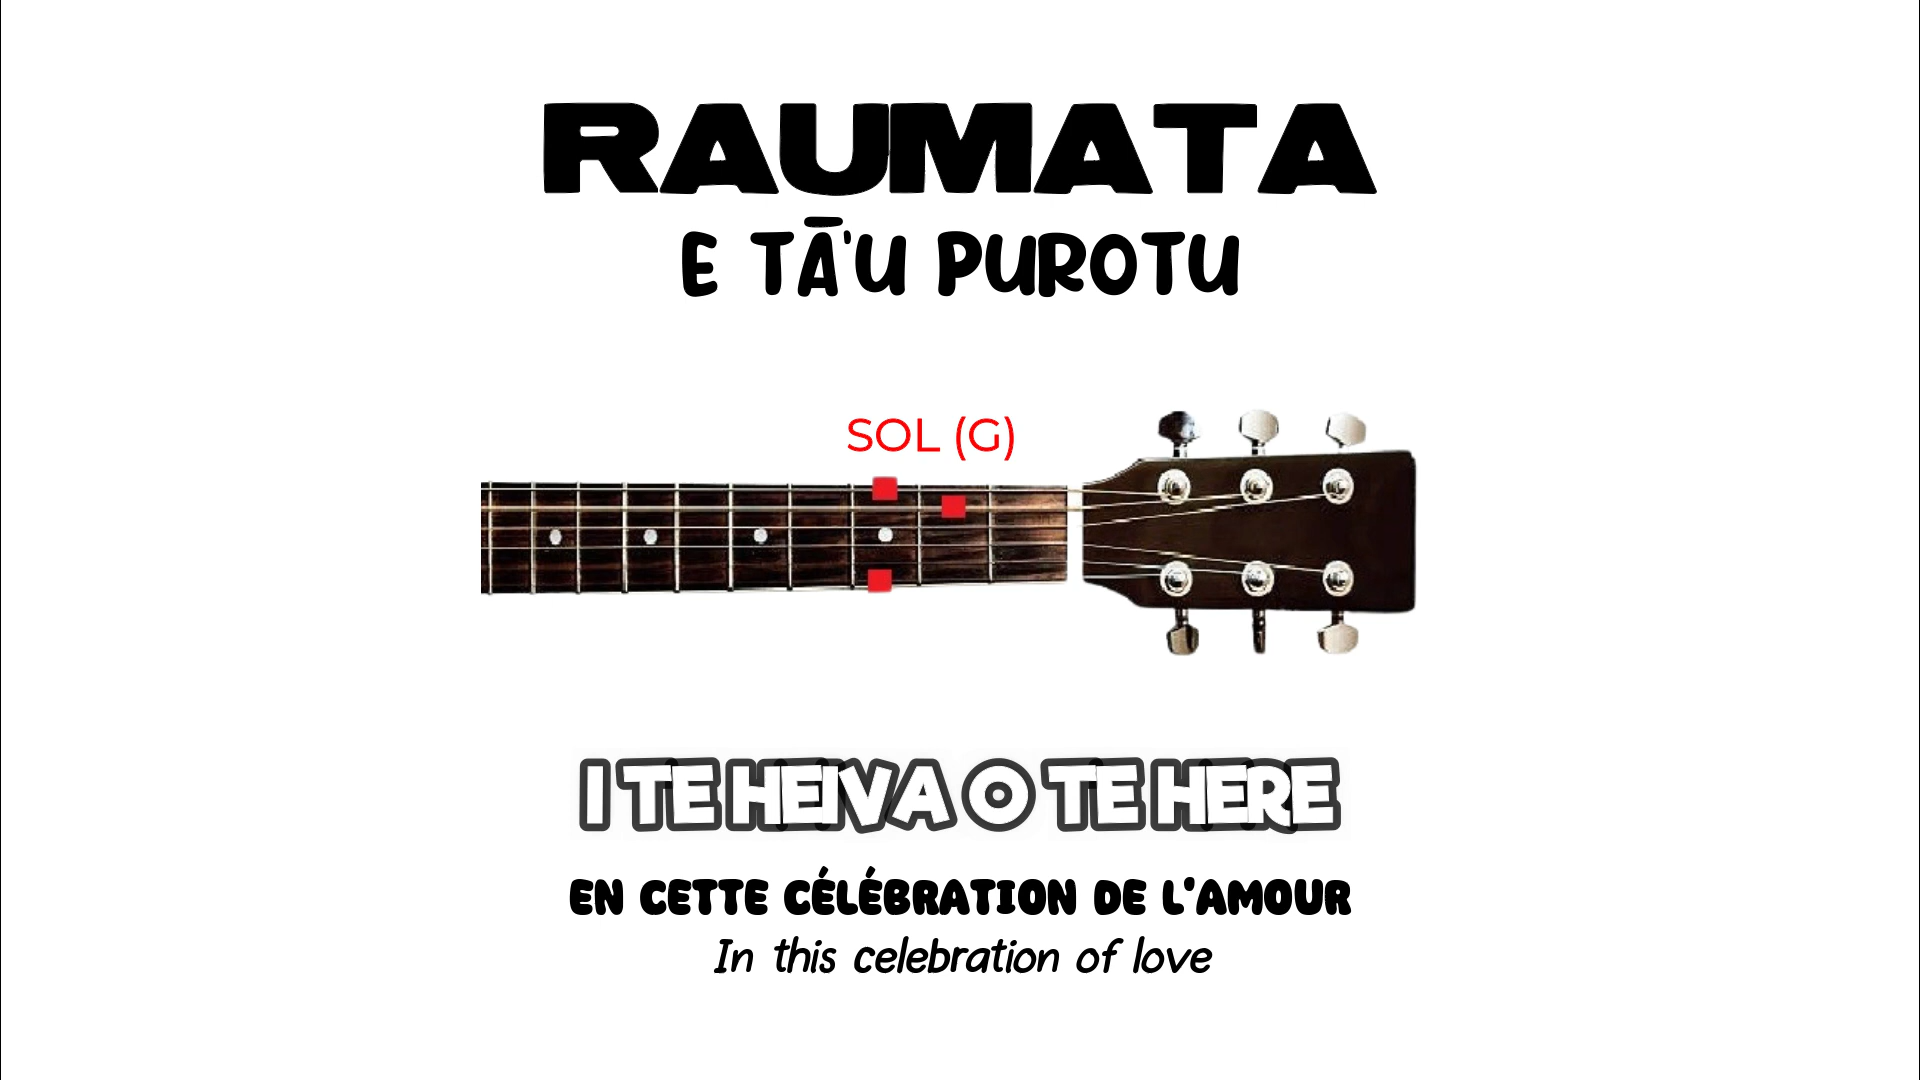 RAUMATA
E TĀ'U PUROTU
SOL (G)
I TE HEIVA O TE HERE
EN CETTE CÉLÉBRATION DE L'AMOUR
In this celebration of love